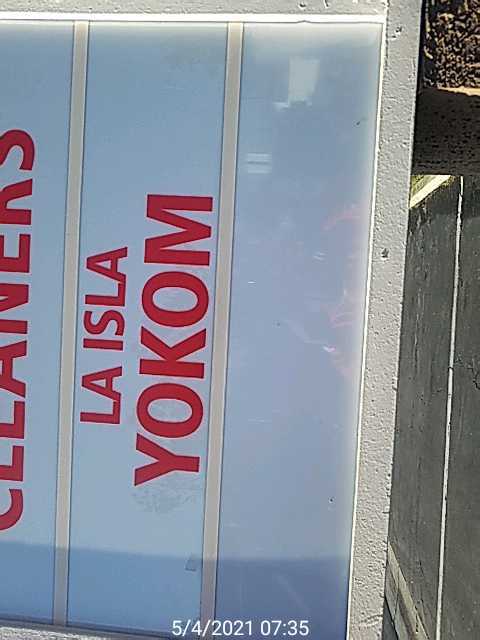 CLEANERS
LA ISLA
YOKOM
5/4/2021 07:35